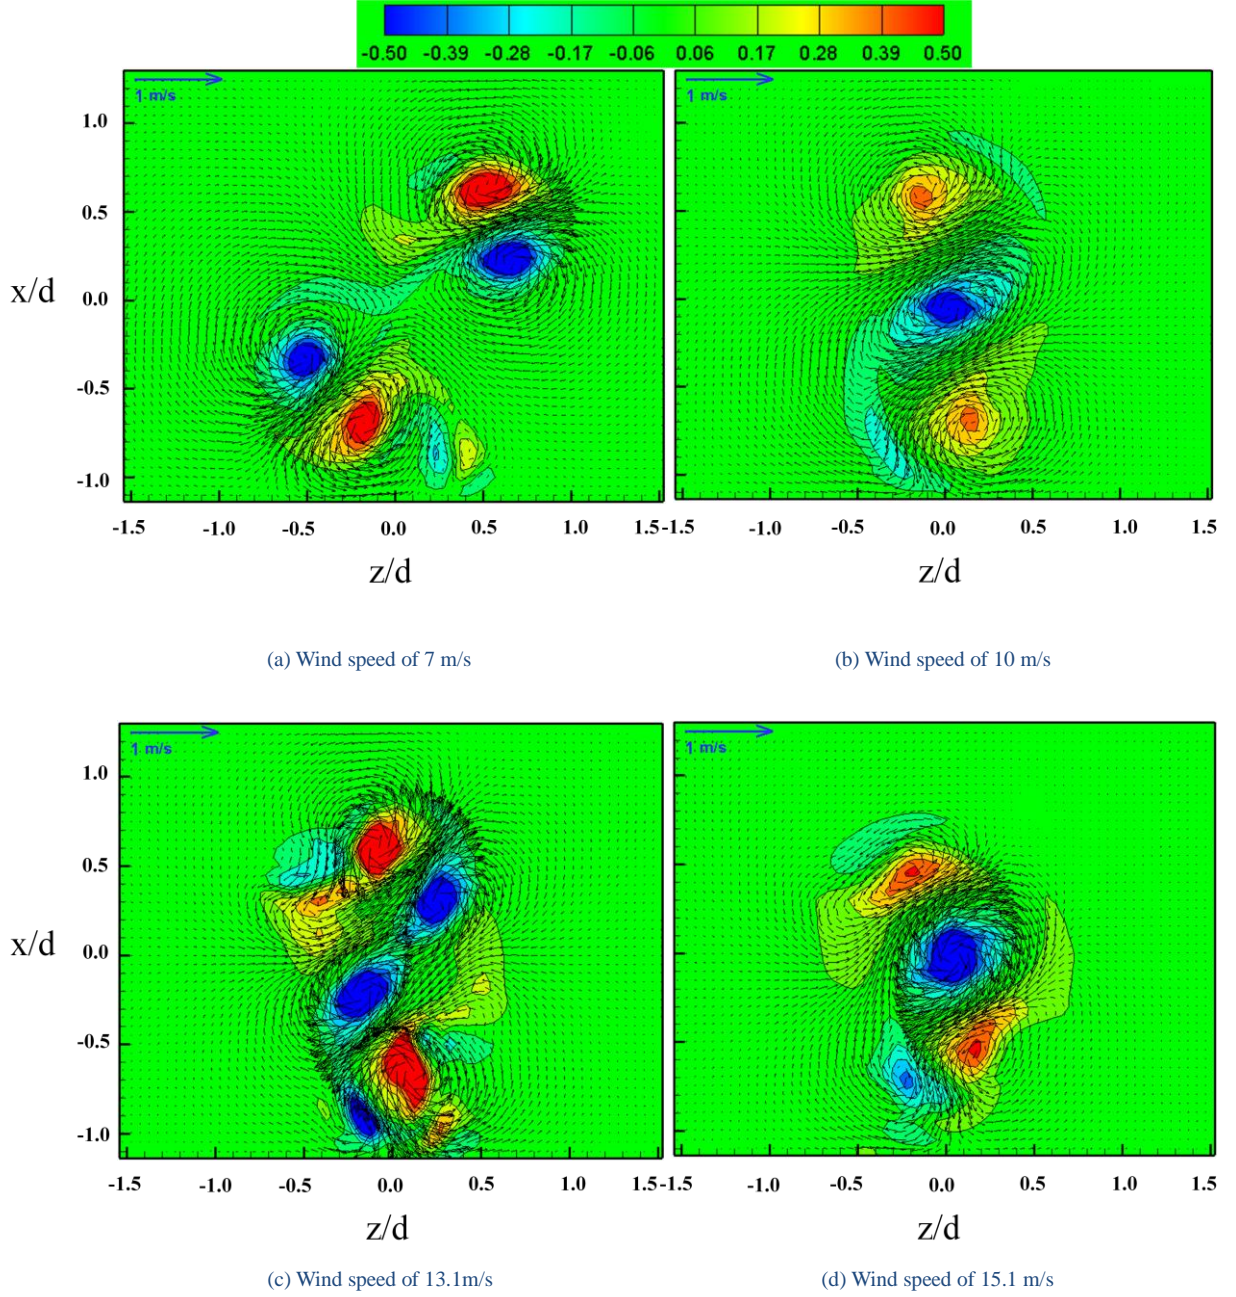 -0.50 -0.39 -0.28 -0.17 -0.06 0.06 0.17 0.28 0.39 0.50
1 m/s 1 m/s
1.0
0.5
x/d 0.0
-0.5
-1.0
-1.5 -1.0 -0.5 0.0 0.5 1.0 1.5 -1.5 -1.0 -0.5 0.0 0.5 1.0 1.5
z/d z/d
(a) Wind speed of 7 m/s (b) Wind speed of 10 m/s
1 m/s 1 m/s
1.0
0.5
x/d 0.0
-0.5
-1.0
-1.5 -1.0 -0.5 0.0 0.5 1.0 1.5 -1.5 -1.0 -0.5 0.0 0.5 1.0 1.5
z/d z/d
(c) Wind speed of 13.1m/s (d) Wind speed of 15.1 m/s